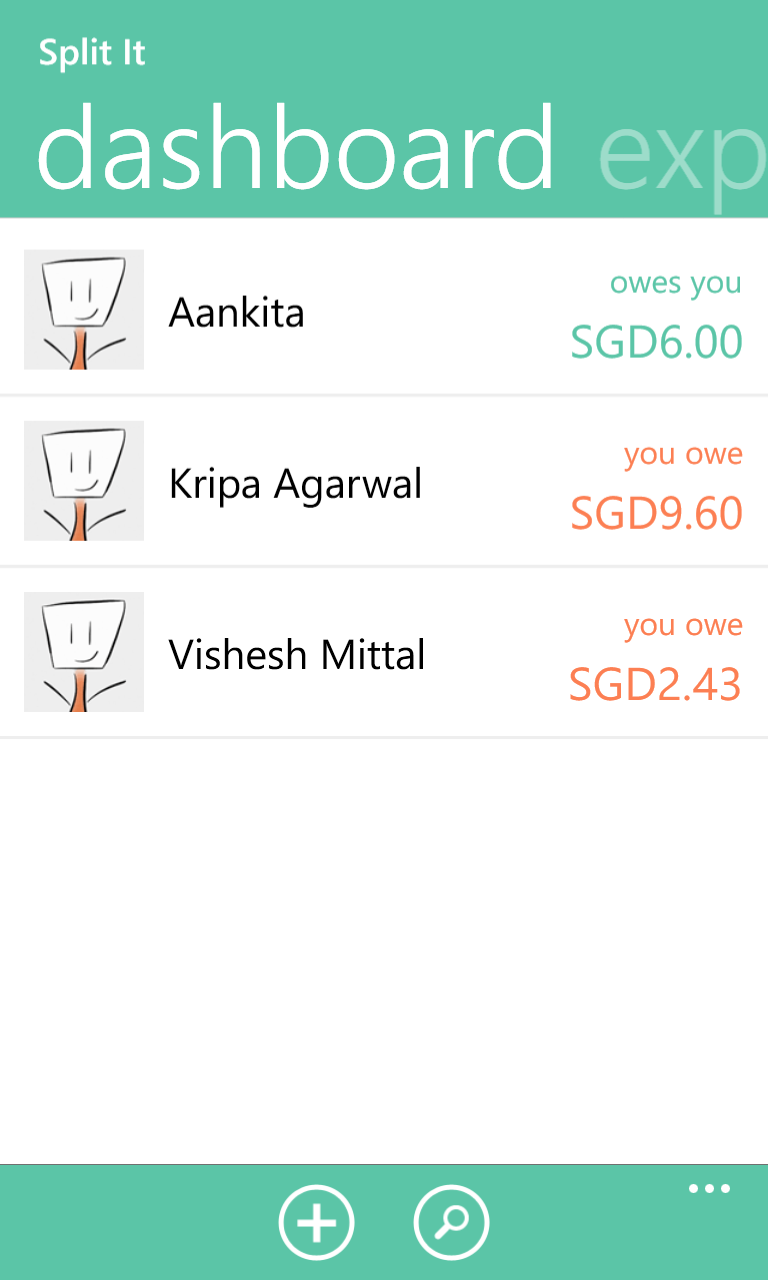 Split It
dashboard exp
Aankita
owes you
SGD6.00
Kripa Agarwal
you owe
SGD9.60
Vishesh Mittal
you owe
SGD2.43